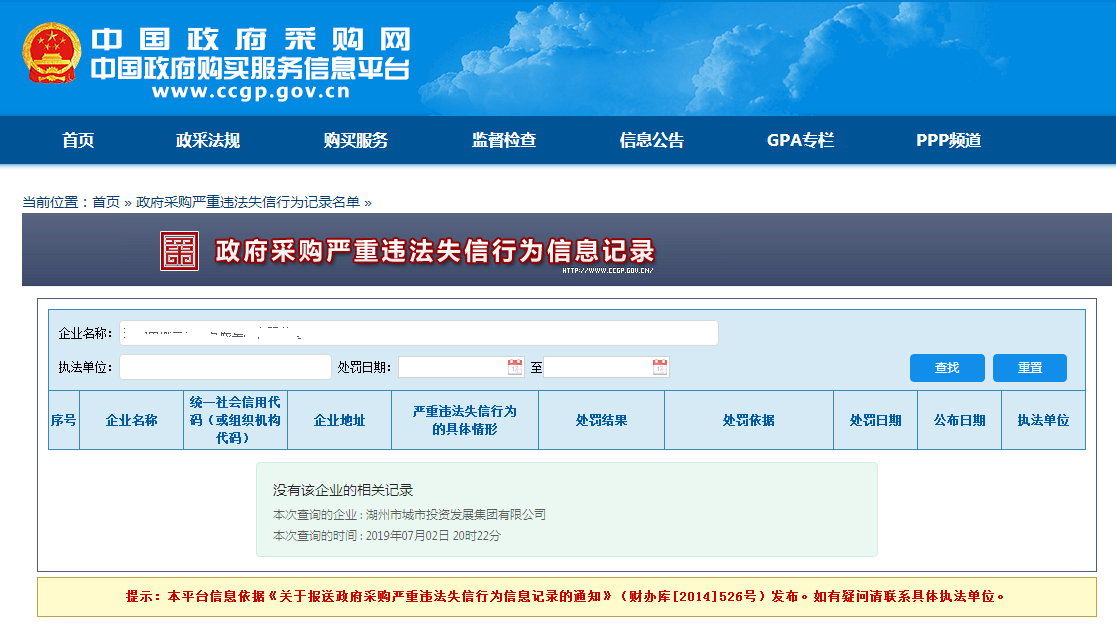 中国政府采购网
中国政府购买服务信息平台
www.ccgp.gov.cn
首页 政采法规 购买服务 监督检查 信息公告 GPA专栏 PPP频道
当前位置：首页 » 政府采购严重违法失信行为记录名单 »
政府采购严重违法失信行为信息记录
HTTP://WWW.CCGP.GOV.CN/
企业名称：
执法单位： 处罚日期： 至 查找 重置
序号 企业名称 统一社会信用代码（或组织机构代码） 企业地址 严重违法失信行为的具体情形 处罚结果 处罚依据 处罚日期 公布日期 执法单位
没有该企业的相关记录
本次查询的企业：湖州市城市投资发展集团有限公司
本次查询的时间：2019年07月02日 20时22分
提示：本平台信息依据《关于报送政府采购严重违法失信行为信息记录的通知》（财办库[2014]526号）发布。如有疑问请联系具体执法单位。